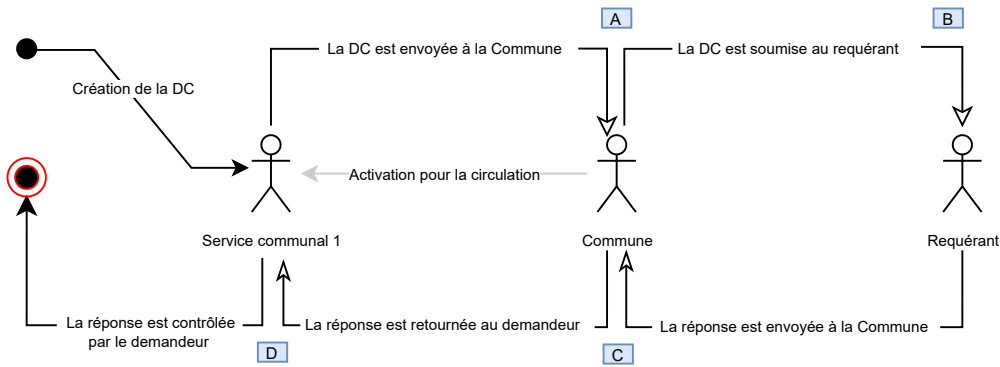 A
B
La DC est envoyée à la Commune
La DC est soumise au requérant
Création de la DC
Activation pour la circulation
Service communal 1
Commune
Requérant
La réponse est contrôlée
par le demandeur
La réponse est retournée au demandeur
La réponse est envoyée à la Commune
D
C